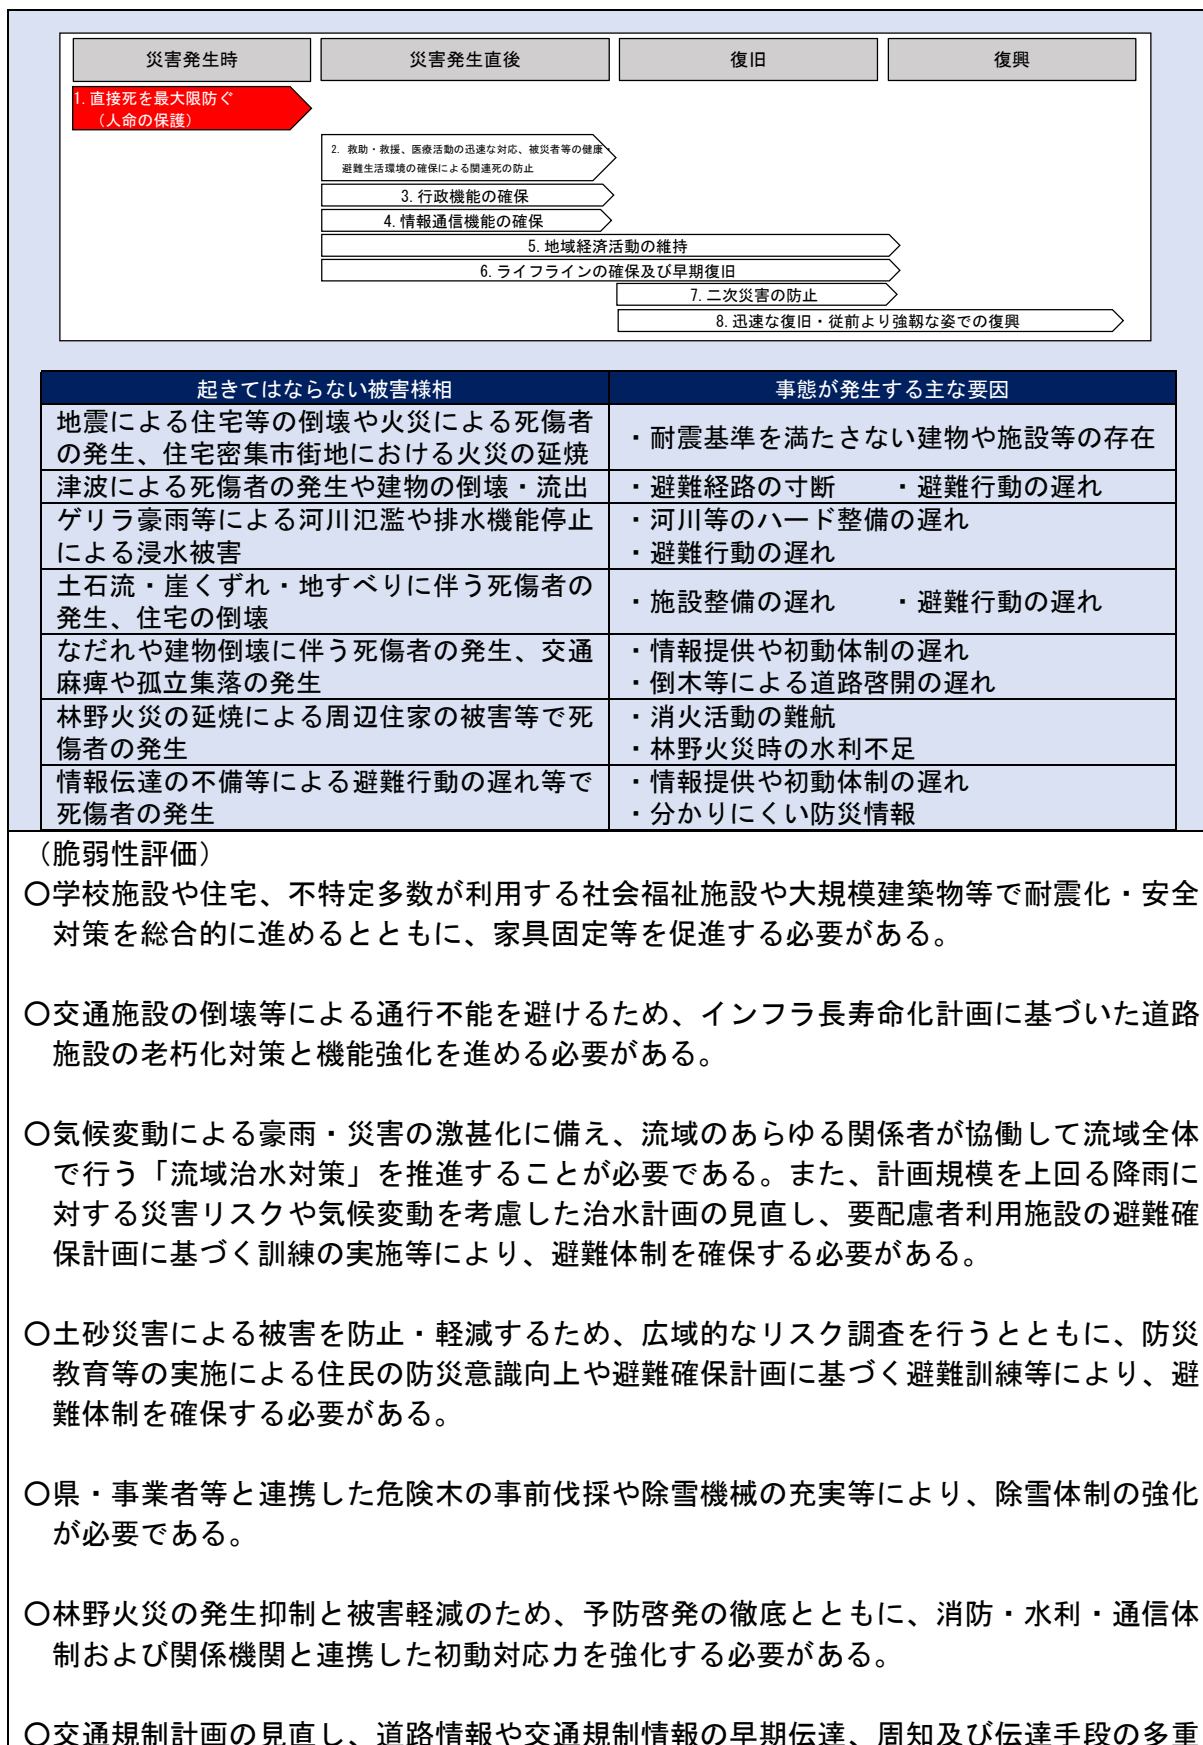 災害発生時
災害発生直後
復旧
復興
1.直接死を最大限防ぐ
（人命の保護）
2. 救助・救援、医療活動の迅速な対応、被災者等の健康・
避難生活環境の確保による関連死の防止
3.行政機能の確保
4.情報通信機能の確保
5.地域経済活動の維持
6.ライフラインの確保及び早期復旧
7.二次災害の防止
8.迅速な復旧・従前より強靱な姿での復興
起きてはならない被害様相
事態が発生する主な要因
地震による住宅等の倒壊や火災による死傷者
の発生、住宅密集市街地における火災の延焼
・耐震基準を満たさない建物や施設等の存在
津波による死傷者の発生や建物の倒壊・流出
・避難経路の寸断　　・避難行動の遅れ
ゲリラ豪雨等による河川氾濫や排水機能停止
による浸水被害
・河川等のハード整備の遅れ
・避難行動の遅れ
土石流・崖くずれ・地すべりに伴う死傷者の
発生、住宅の倒壊
・施設整備の遅れ　　・避難行動の遅れ
なだれや建物倒壊に伴う死傷者の発生、交通
麻痺や孤立集落の発生
・情報提供や初動体制の遅れ
・倒木等による道路啓開の遅れ
林野火災の延焼による周辺住家の被害等で死
傷者の発生
・消火活動の難航
・林野火災時の水利不足
情報伝達の不備等による避難行動の遅れ等で
死傷者の発生
・情報提供や初動体制の遅れ
・分かりにくい防災情報
（脆弱性評価）
〇学校施設や住宅、不特定多数が利用する社会福祉施設や大規模建築物等で耐震化・安全
対策を総合的に進めるとともに、家具固定等を促進する必要がある。
〇交通施設の倒壊等による通行不能を避けるため、インフラ長寿命化計画に基づいた道路
施設の老朽化対策と機能強化を進める必要がある。
〇気候変動による豪雨・災害の激甚化に備え、流域のあらゆる関係者が協働して流域全体
で行う「流域治水対策」を推進することが必要である。また、計画規模を上回る降雨に
対する災害リスクや気候変動を考慮した治水計画の見直し、要配慮者利用施設の避難確
保計画に基づく訓練の実施等により、避難体制を確保する必要がある。
〇土砂災害による被害を防止・軽減するため、広域的なリスク調査を行うとともに、防災
教育等の実施による住民の防災意識向上や避難確保計画に基づく避難訓練等により、避
難体制を確保する必要がある。
〇県・事業者等と連携した危険木の事前伐採や除雪機械の充実等により、除雪体制の強化
が必要である。
〇林野火災の発生抑制と被害軽減のため、予防啓発の徹底とともに、消防・水利・通信体
制および関係機関と連携した初動対応力を強化する必要がある。
〇交通規制計画の見直し、道路情報や交通規制情報の早期伝達、周知及び伝達手段の多重